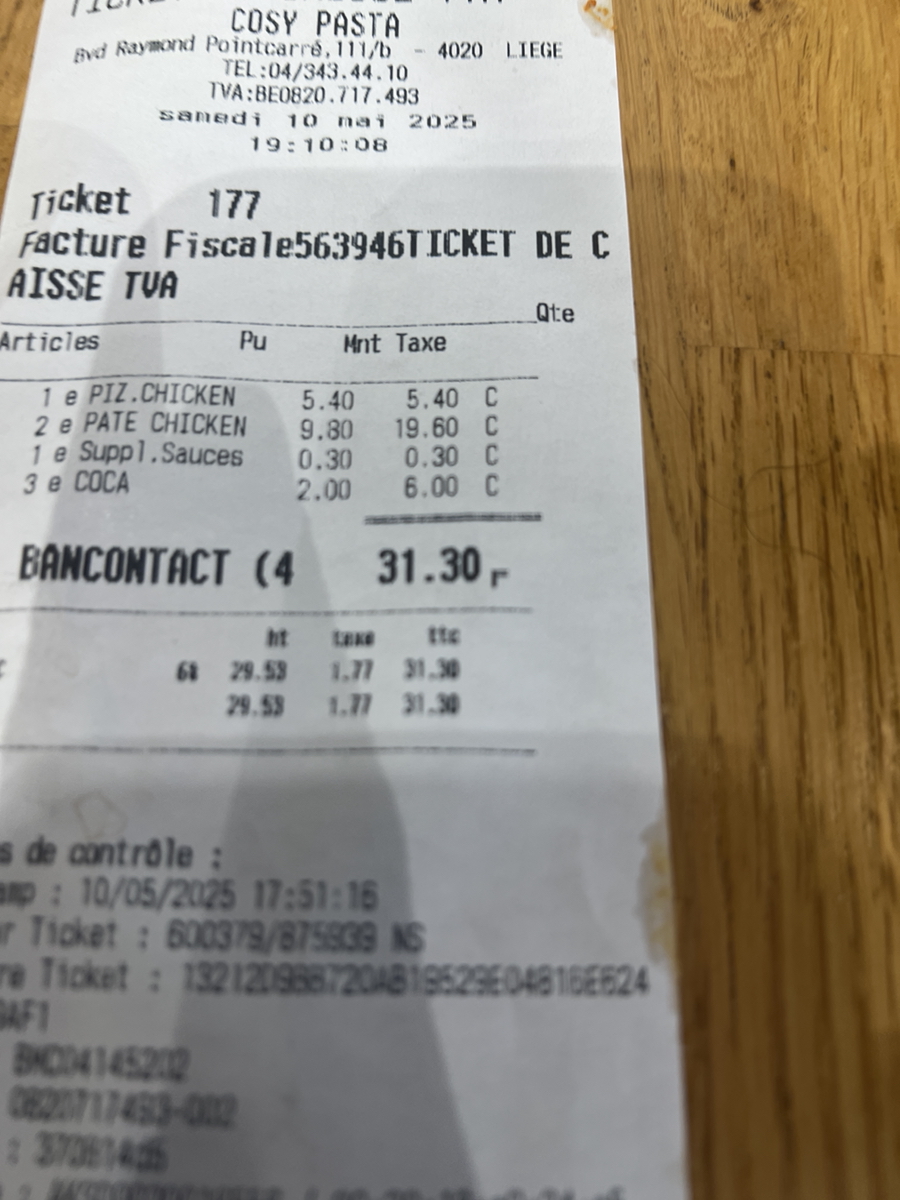 COSY PASTA
Bvd Raymond Pointcarré,111/b - 4020 LIEGE
TEL:04/343.44.10
TVA:BE0820.717.493
samedi 10 mai 2025
19:10:08
Ticket 177
Facture Fiscale563946TICKET DE C
AISSE TVA
Qte
Articles Pu Mnt Taxe
1 e PIZ.CHICKEN 5.40 5.40 C
2 e PATE CHICKEN 9.80 19.60 C
1 e Suppl.Sauces 0.30 0.30 C
3 e COCA 2.00 6.00 C
BANCONTACT (4 31.30
ht taxe ttc
C 6% 29.53 1.77 31.30
29.53 1.77 31.30
s de contrôle :
amp : 10/05/2025 17:51:16
r Ticket : 600379/875939 NS
re Ticket :
BMC04145202
0820717493-002